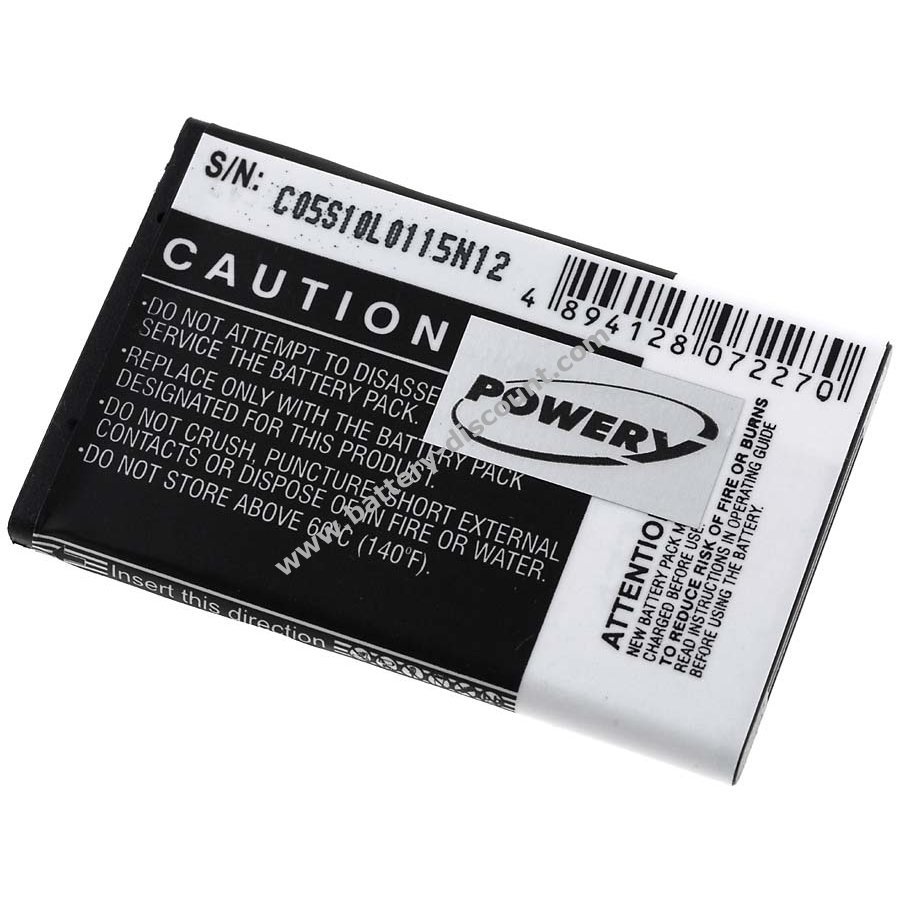 S/N:
C05S10L0115N12
4 894128 072270
CAUTION
·DO NOT ATTEMPT TO DISASSE
SERVICE THE BATTERY PACK.
·REPLACE ONLY WITH THE BATTERY PACK
DESIGNATED FOR THIS PRODUCT.
·DO NOT CRUSH, PUNCTURE, SHORT EXTERNAL
CONTACTS OR DISPOSE OF IN FIRE OR WATER.
·DO NOT STORE ABOVE 60°C (140°F).
Insert this direction
POWERY
www.battery-discount.com
ATTENTION
NEW BATTERY PACK M
CHARGED BEFORE USE.
TO REDUCE RISK OF FIRE OR BURNS
READ INSTRUCTIONS IN OPERATING GUIDE
BEFORE USING THE BATTERY.